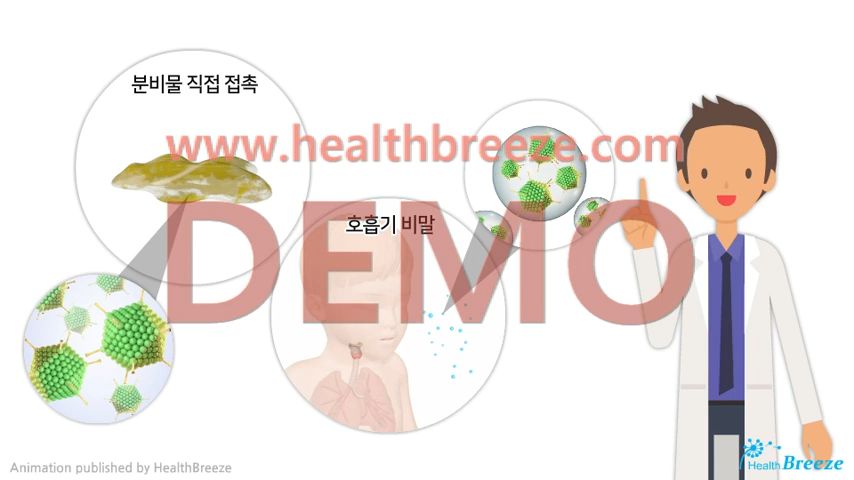 분비물 직접 접촉
www.healthbreeze.com
호흡기 비말
DEMO
Animation published by HealthBreeze
Health Breeze